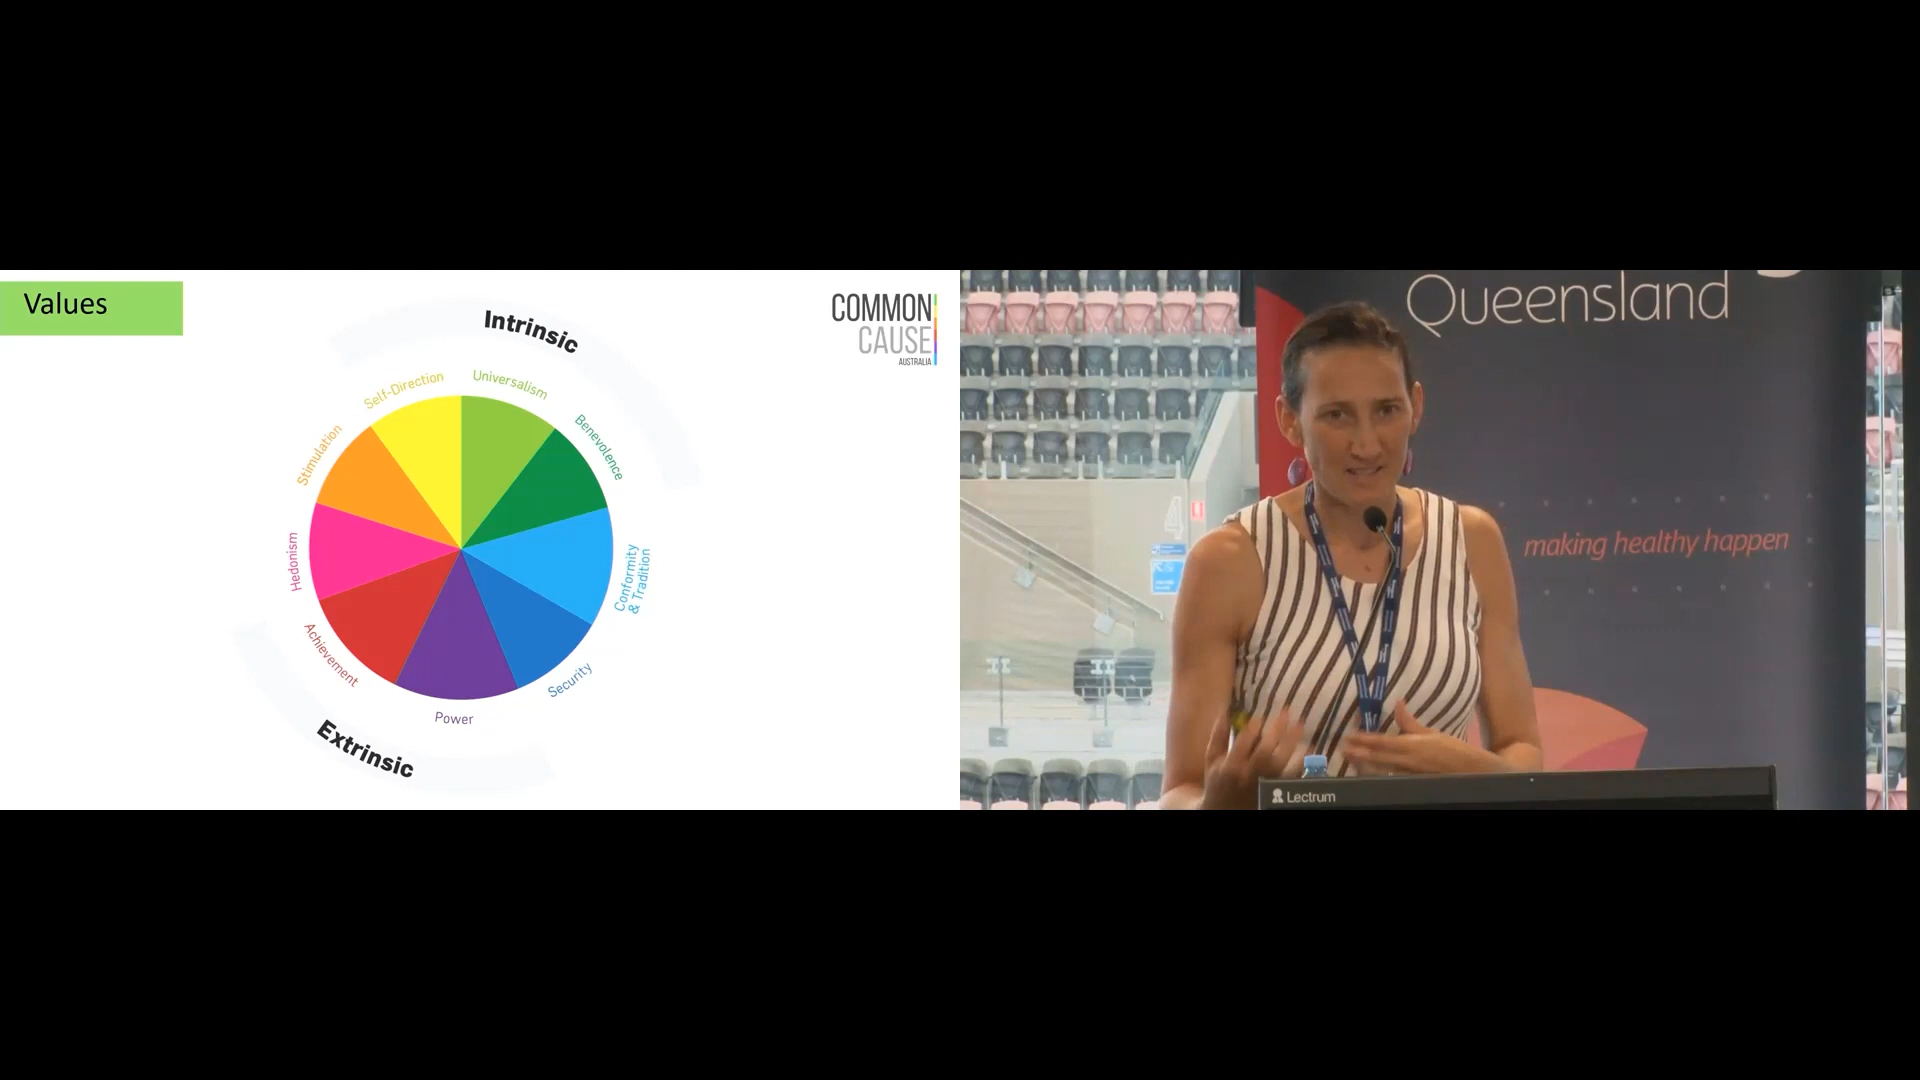 Values
Intrinsic
COMMON
CAUSE
AUSTRALIA
Self-Direction
Universalism
Stimulation
Benevolence
Hedonism
Conformity
& Tradition
Achievement
Security
Power
Extrinsic
Queensland
making healthy happen
4
Lectrum